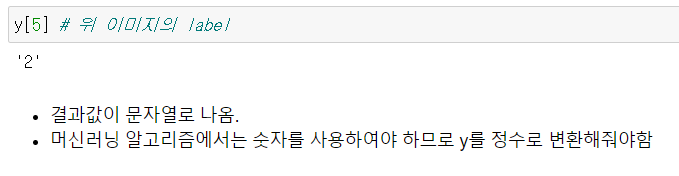 y[5] # 위 이미지의 label
'2'
• 결과값이 문자열로 나옴.
• 머신러닝 알고리즘에서는 숫자를 사용하여야 하므로 y를 정수로 변환해줘야함